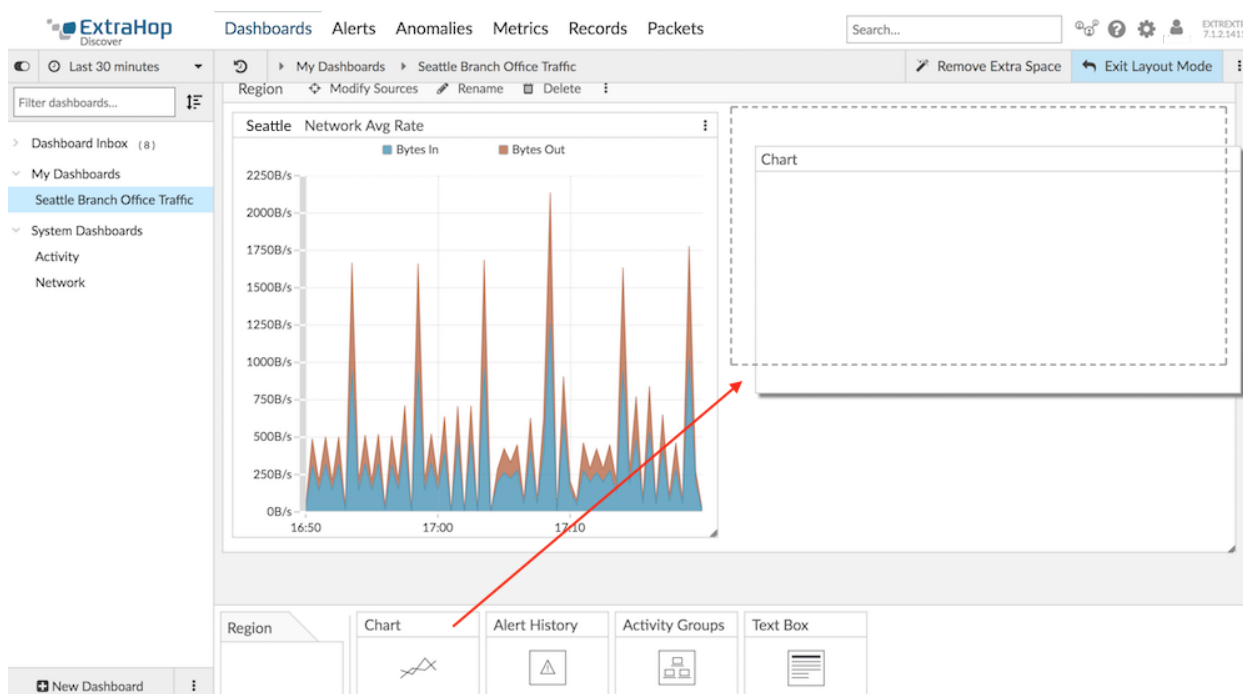 ExtraHop
Discover
Dashboards Alerts Anomalies Metrics Records Packets
Search...
7.1.2.141
Last 30 minutes
My Dashboards Seattle Branch Office Traffic
Remove Extra Space
Exit Layout Mode
Filter dashboards...
Region Modify Sources Rename Delete
Dashboard Inbox (8)
My Dashboards
Seattle Branch Office Traffic
System Dashboards
Activity
Network
Seattle Network Avg Rate
Bytes In Bytes Out
2250B/s
2000B/s
1750B/s
1500B/s
1250B/s
1000B/s
750B/s
500B/s
250B/s
0B/s
16:50 17:00 17:10
Chart
Region
Chart
Alert History
Activity Groups
Text Box
New Dashboard